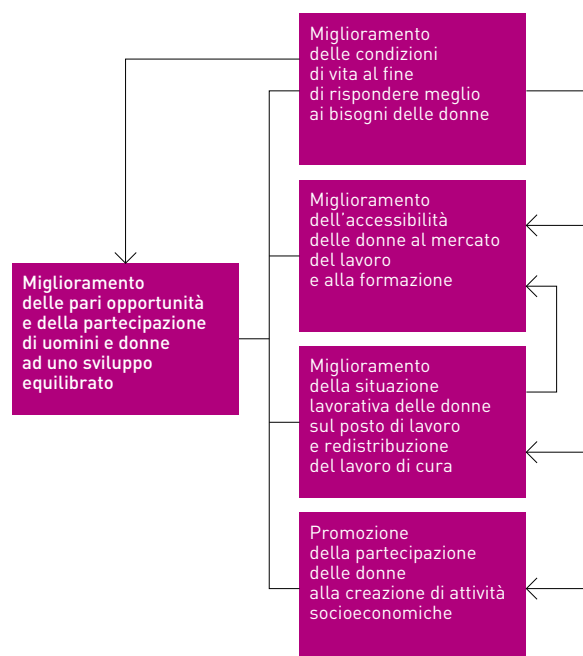 Miglioramento
delle condizioni
di vita al fine
di rispondere meglio
ai bisogni delle donne
Miglioramento
dell'accessibilità
delle donne al mercato
del lavoro
e alla formazione
Miglioramento
delle pari opportunità
e della partecipazione
di uomini e donne
ad uno sviluppo
equilibrato
Miglioramento
della situazione
lavorativa delle donne
sul posto di lavoro
e redistribuzione
del lavoro di cura
Promozione
della partecipazione
delle donne
alla creazione di attività
socioeconomiche